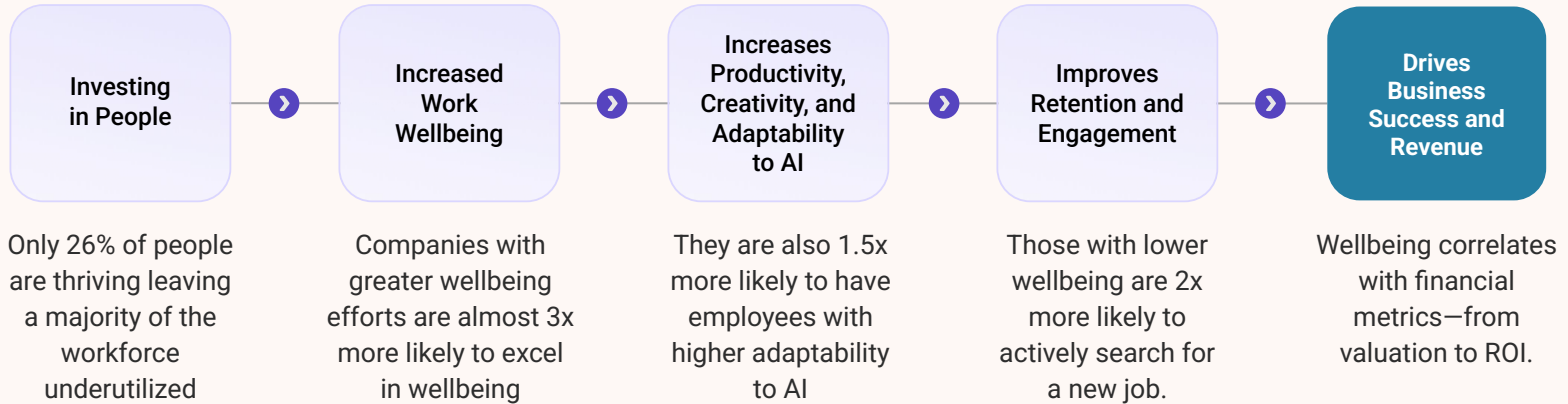 Investing
in People
Increased
Work
Wellbeing
Increases
Productivity,
Creativity, and
Adaptability
to AI
Improves
Retention and
Engagement
Drives
Business
Success and
Revenue
Only 26% of people
are thriving leaving
a majority of the
workforce
underutilized
Companies with
greater wellbeing
efforts are almost 3x
more likely to excel
in wellbeing
They are also 1.5x
more likely to have
employees with
higher adaptability
to AI
Those with lower
wellbeing are 2x
more likely to
actively search for
a new job.
Wellbeing correlates
with financial
metrics—from
valuation to ROI.